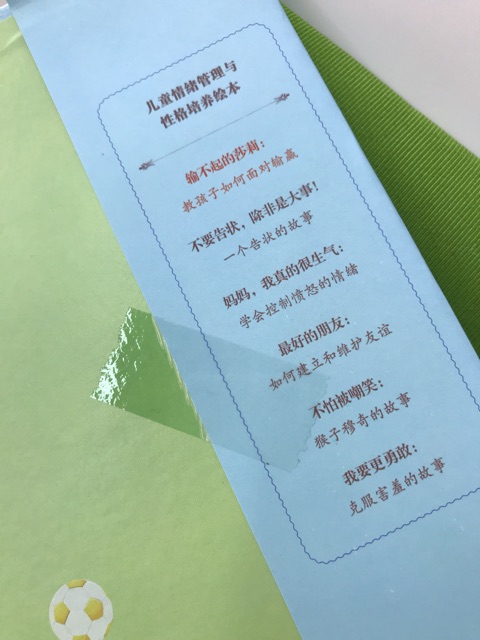 儿童情绪管理与
性格培养绘本
输不起的莎莉：
教孩子如何面对输赢
不要告状，除非是大事！
一个告状的故事
妈妈，我真的很生气：
学会控制愤怒的情绪
最好的朋友：
如何建立和维护友谊
不怕被嘲笑：
猴子穆奇的故事
我要更勇敢：
克服害羞的故事